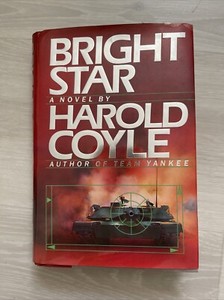 BRIGHT
STAR
A NOVEL BY
HAROLD
COYLE
AUTHOR OF TEAM YANKEE